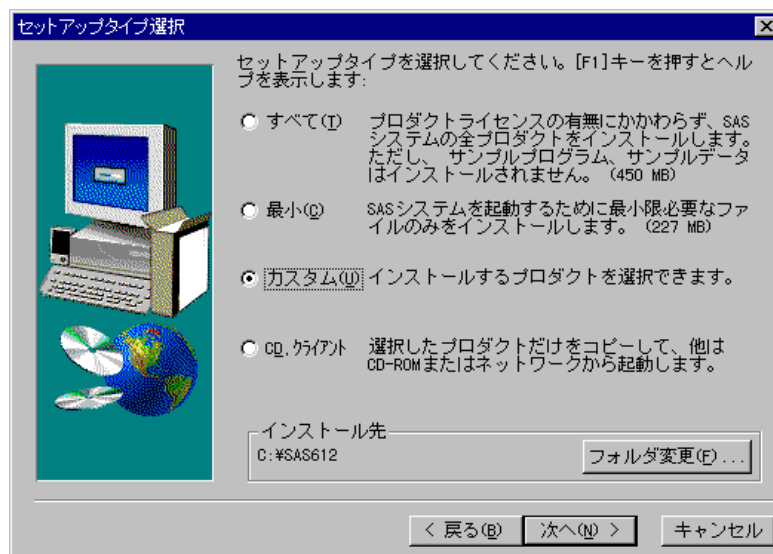 セットアップタイプ選択
セットアップタイプを選択してください。[F1]キーを押すとヘル
プを表示します:
すべて(T)
プロダクトライセンスの有無にかかわらず、SAS
システムの全プロダクトをインストールします。
ただし、 サンプルプログラム、サンプルデータ
はインストールされません。 (450 MB)
最小(C)
SASシステムを起動するために最小限必要なファ
イルのみをインストールします。 (227 MB)
カスタム(U)
インストールするプロダクトを選択できます。
CD,クライアント
選択したプロダクトだけをコピーして、他は
CD-ROMまたはネットワークから起動します。
インストール先
C:¥SAS612
フォルダ変更(F)...
< 戻る(B)
次へ(N) >
キャンセル